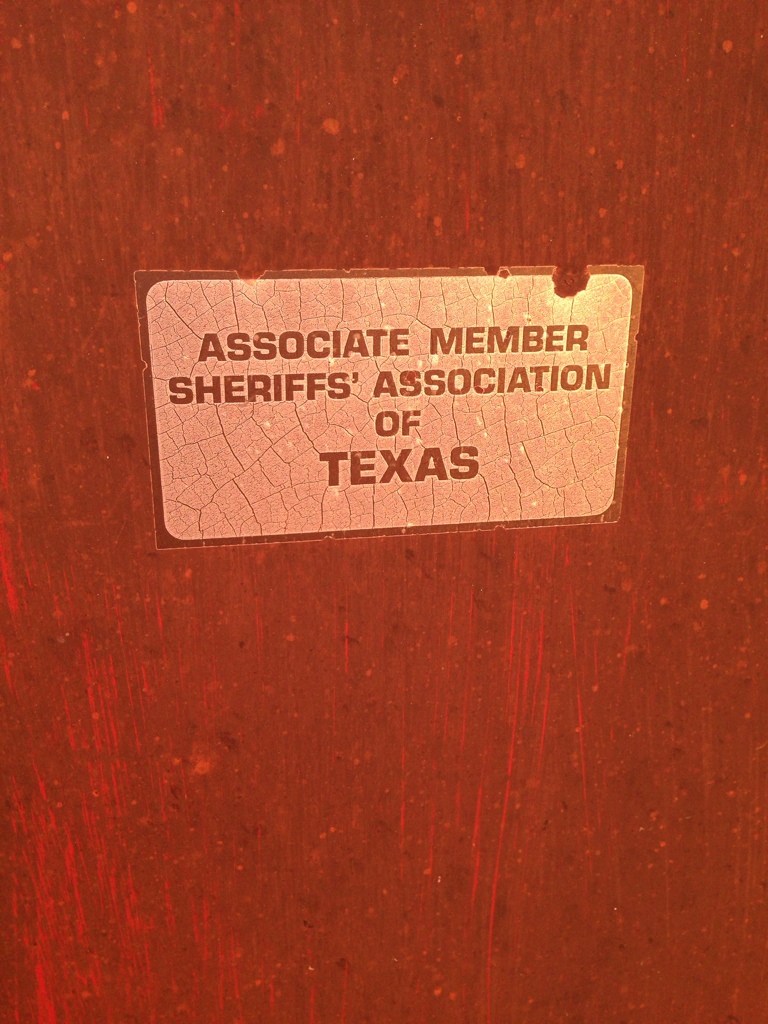 ASSOCIATE MEMBER
SHERIFFS' ASSOCIATION
OF
TEXAS